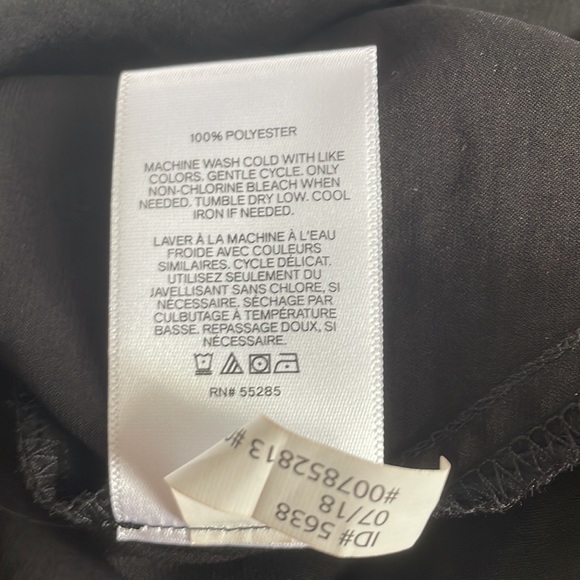 100% POLYESTER
MACHINE WASH COLD WITH LIKE
COLORS. GENTLE CYCLE. ONLY
NON-CHLORINE BLEACH WHEN
NEEDED. TUMBLE DRY LOW. COOL
IRON IF NEEDED.
LAVER À LA MACHINE À L'EAU
FROIDE AVEC COULEURS
SIMILAIRES. CYCLE DÉLICAT.
UTILISEZ SEULEMENT DU
JAVELLISANT SANS CHLORE, SI
NÉCESSAIRE. SÉCHAGE PAR
CULBUTAGE À TEMPÉRATURE
BASSE. REPASSAGE DOUX, SI
NÉCESSAIRE.
RN# 55285
ID# 5638
07/18
#007852813 #